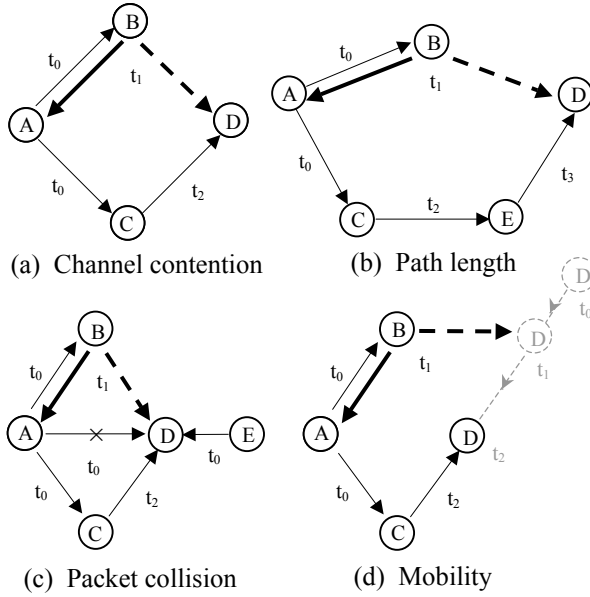 B
t0
t1
A
D
t0
t2
C
(a) Channel contention
B
t0
t1
A
D
t0
t3
t2
C
E
(b) Path length
B
t0
t1
A
D
E
t0
t0
t0
t2
C
(c) Packet collision
D
t0
B
D
t0
t1
t1
A
D
t2
t0
t2
C
(d) Mobility